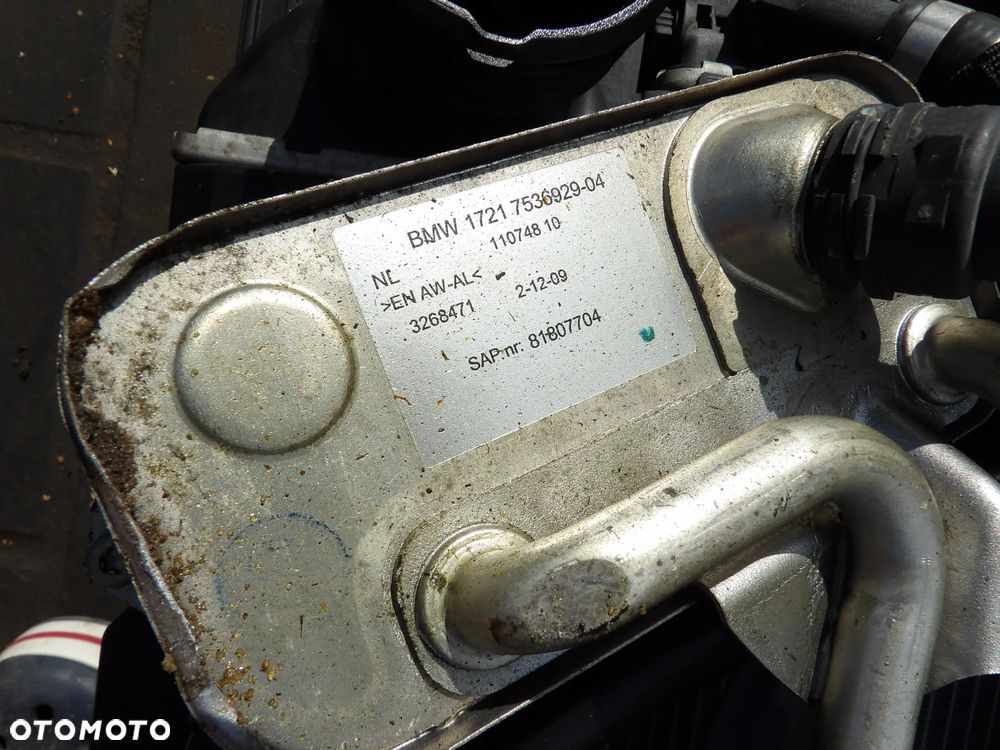 BMW 1721 7536929-04
110748 10
NL
>EN AW-AL<
3268471 2-12-09
SAP.nr. 81807704
OTOMOTO